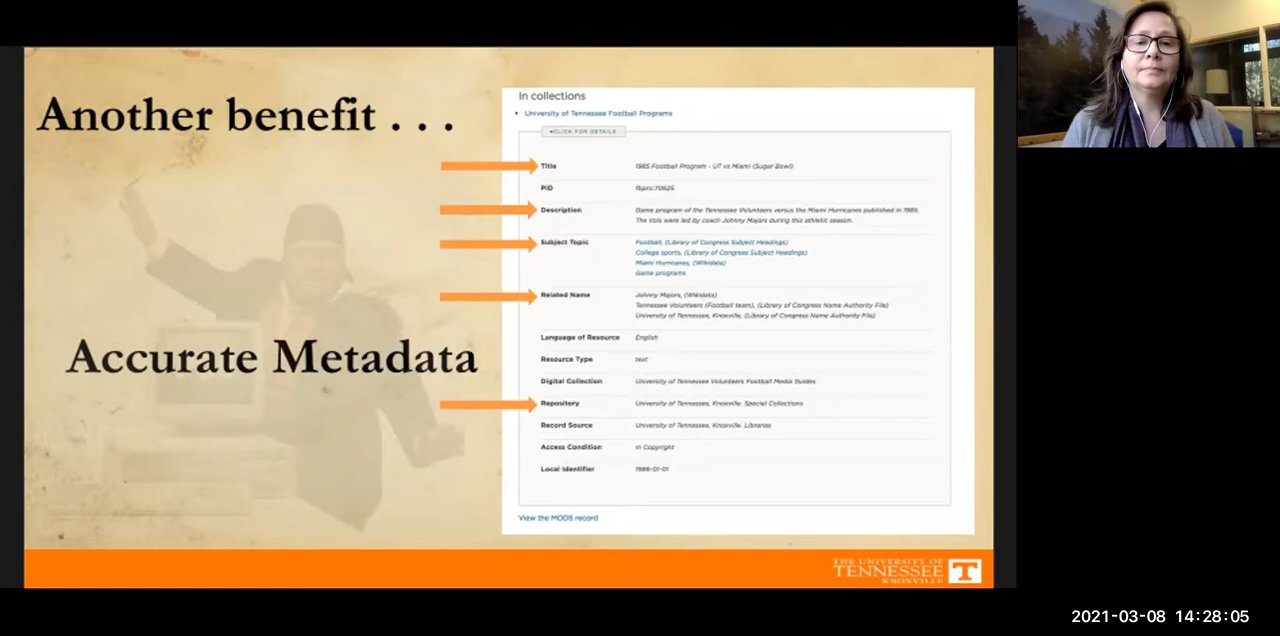 Another benefit . . .
Accurate Metadata
In collections
• University of Tennessee Football Programs
▾CLICK FOR DETAILS
Title 1985 Football Program - UT vs Miami (Sugar Bowl)
PID fbpro:70625
Description Game program of the Tennessee Volunteers versus the Miami Hurricanes published in 1985.
The Vols were led by coach Johnny Majors during this athletic season.
Subject Topic Football, (Library of Congress Subject Headings)
College sports, (Library of Congress Subject Headings)
Miami Hurricanes, (Wikidata)
Game programs
Related Name Johnny Majors, (Wikidata)
Tennessee Volunteers (Football team), (Library of Congress Name Authority File)
University of Tennessee, Knoxville, (Library of Congress Name Authority File)
Language of Resource English
Resource Type text
Digital Collection University of Tennessee Volunteers Football Media Guides
Repository University of Tennessee, Knoxville. Special Collections
Record Source University of Tennessee, Knoxville. Libraries
Access Condition In Copyright
Local Identifier 1986-01-01
View the MODS record
THE UNIVERSITY OF
TENNESSEE T
KNOXVILLE
2021-03-08 14:28:05